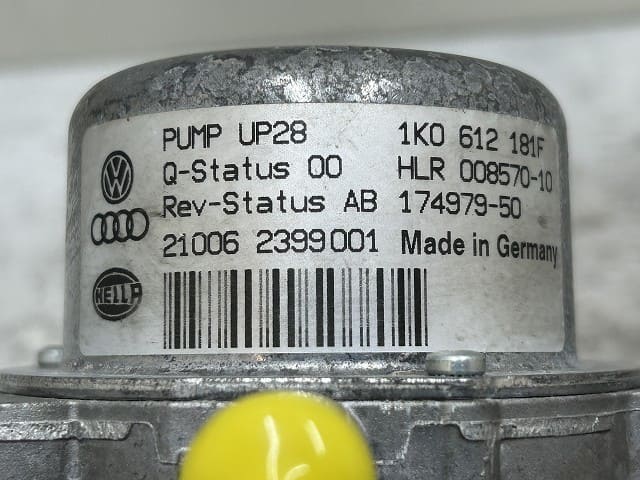 PUMP UP28 1K0 612 181F
Q-Status 00 HLR 008570-10
Rev-Status AB 174979-50
21006 2399001 Made in Germany
HELLA